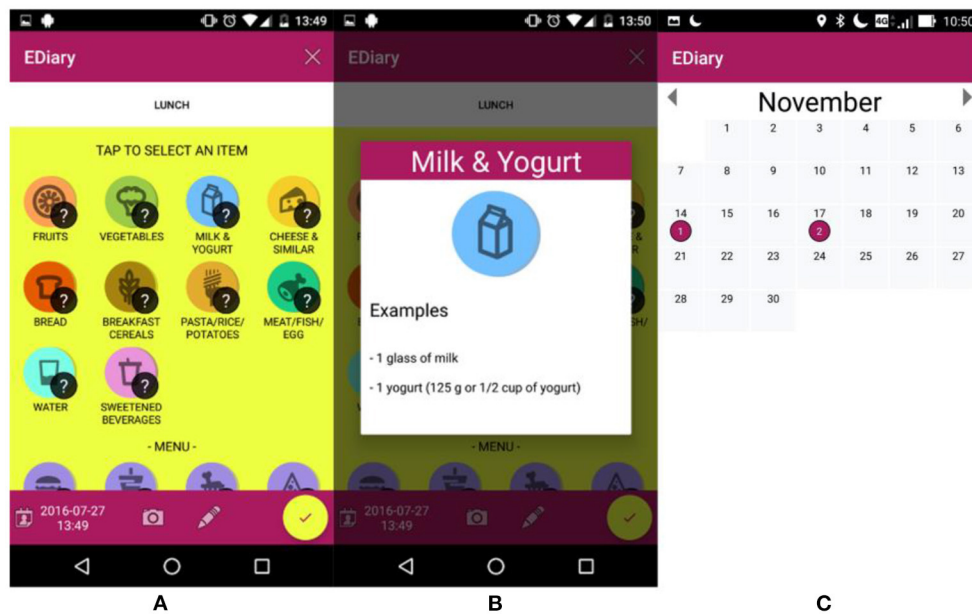 13:49
EDiary
LUNCH
TAP TO SELECT AN ITEM
? ? ? ?
FRUITS VEGETABLES MILK & YOGURT CHEESE & SIMILAR
? ? ? ?
BREAD BREAKFAST CEREALS PASTA/RICE/ POTATOES MEAT/FISH/ EGG
? ?
WATER SWEETENED BEVERAGES
- MENU -
2016-07-27
13:49
A
13:50
EDiary
LUNCH
Milk & Yogurt
Examples
- 1 glass of milk
- 1 yogurt (125 g or 1/2 cup of yogurt)
- MENU -
2016-07-27
13:49
B
4G 10:50
EDiary
November
1 2 3 4 5 6
7 8 9 10 11 12 13
14 15 16 17 18 19 20
1 2
21 22 23 24 25 26 27
28 29 30
C